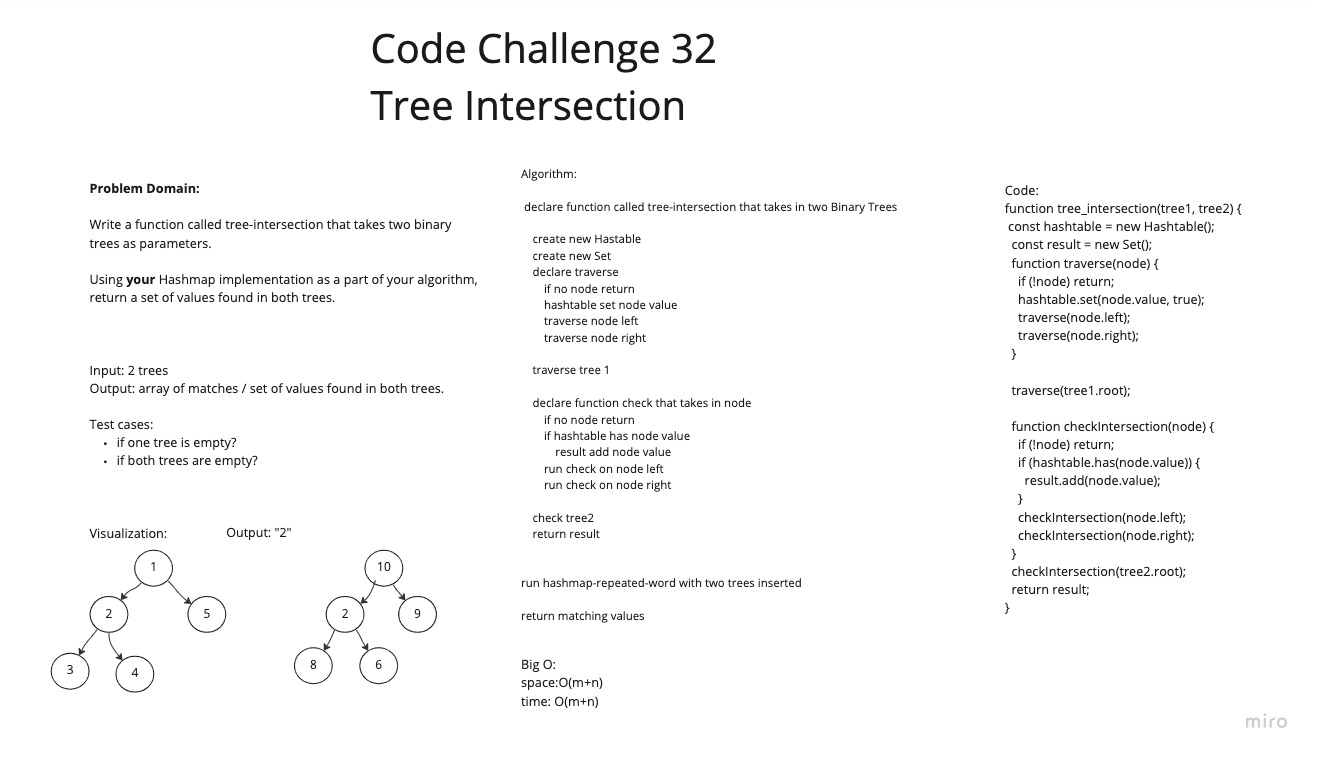 Code Challenge 32
Tree Intersection
Problem Domain:
Write a function called tree-intersection that takes two binary
trees as parameters.
Using your Hashmap implementation as a part of your algorithm,
return a set of values found in both trees.
Input: 2 trees
Output: array of matches / set of values found in both trees.
Test cases:
• if one tree is empty?
• if both trees are empty?
Visualization:
Output: "2"
1
2
5
3
4
10
2
9
8
6
Algorithm:
declare function called tree-intersection that takes in two Binary Trees
create new Hastable
create new Set
declare traverse
if no node return
hashtable set node value
traverse node left
traverse node right
traverse tree 1
declare function check that takes in node
if no node return
if hashtable has node value
result add node value
run check on node left
run check on node right
check tree2
return result
run hashmap-repeated-word with two trees inserted
return matching values
Big O:
space:O(m+n)
time: O(m+n)
Code:
function tree_intersection(tree1, tree2) {
const hashtable = new Hashtable();
const result = new Set();
function traverse(node) {
if (!node) return;
hashtable.set(node.value, true);
traverse(node.left);
traverse(node.right);
}
traverse(tree1.root);
function checkIntersection(node) {
if (!node) return;
if (hashtable.has(node.value)) {
result.add(node.value);
}
checkIntersection(node.left);
checkIntersection(node.right);
}
checkIntersection(tree2.root);
return result;
}
miro